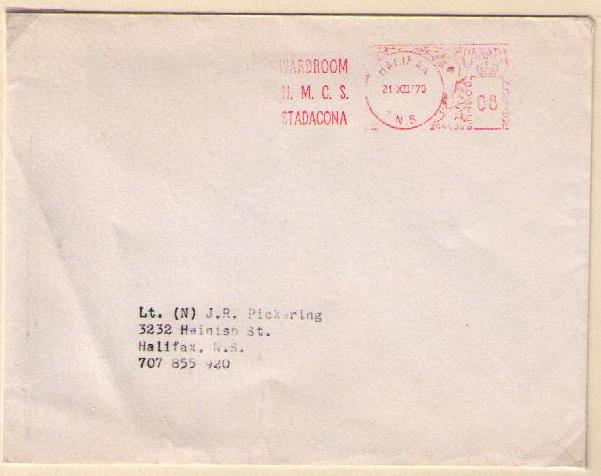 WARDROOM
H. M. C. S.
STADACONA
HALIFAX
21 XII '70
N. S.
08
Lt. (N) J.R. Pickering
3232 Heinish St.
Halifax, N.S.
707 855 920